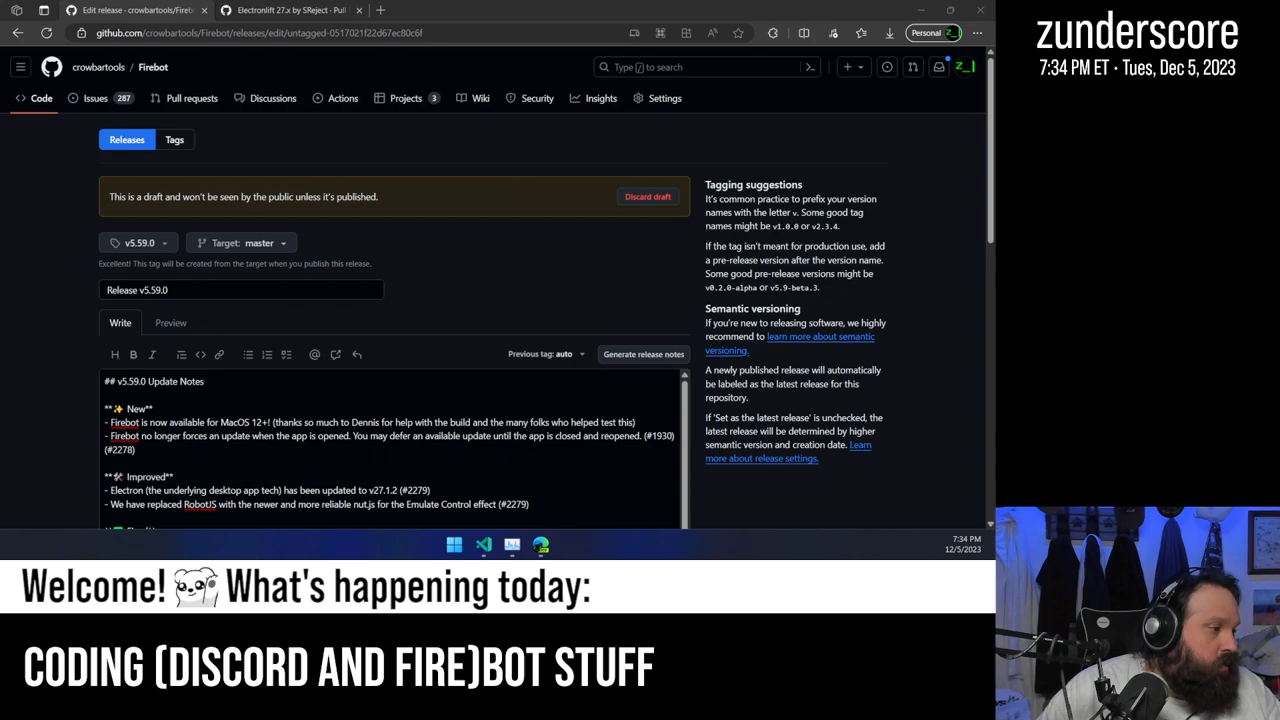 Edit release · crowbartools/Fireb
Electronlift 27.x by SReject · Pull
github.com/crowbartools/Firebot/releases/edit/untagged-0517021f22d67ec80c6f
Personal
crowbartools / Firebot
Type / to search
Code
Issues 287
Pull requests
Discussions
Actions
Projects 3
Wiki
Security
Insights
Settings
Releases
Tags
This is a draft and won't be seen by the public unless it's published.
Discard draft
v5.59.0
Target: master
Excellent! This tag will be created from the target when you publish this release.
Release v5.59.0
Write
Preview
Previous tag: auto
Generate release notes
## v5.59.0 Update Notes
**✨ New**
- Firebot is now available for MacOS 12+! (thanks so much to Dennis for help with the build and the many folks who helped test this)
- Firebot no longer forces an update when the app is opened. You may defer an available update until the app is closed and reopened. (#1930)
(#2278)
**🛠 Improved**
- Electron (the underlying desktop app tech) has been updated to v27.1.2 (#2279)
- We have replaced RobotJS with the newer and more reliable nut.js for the Emulate Control effect (#2279)
Tagging suggestions
It's common practice to prefix your version
names with the letter v. Some good tag
names might be v1.0.0 or v2.3.4.
If the tag isn't meant for production use, add
a pre-release version after the version name.
Some good pre-release versions might be
v0.2.0-alpha or v5.9-beta.3.
Semantic versioning
If you're new to releasing software, we highly
recommend to learn more about semantic
versioning.
A newly published release will automatically
be labeled as the latest release for this
repository.
If 'Set as the latest release' is unchecked, the
latest release will be determined by higher
semantic version and creation date. Learn
more about release settings.
7:34 PM
12/5/2023
zunderscore
7:34 PM ET · Tues, Dec 5, 2023
Welcome! What's happening today:
CODING (DISCORD AND FIRE)BOT STUFF